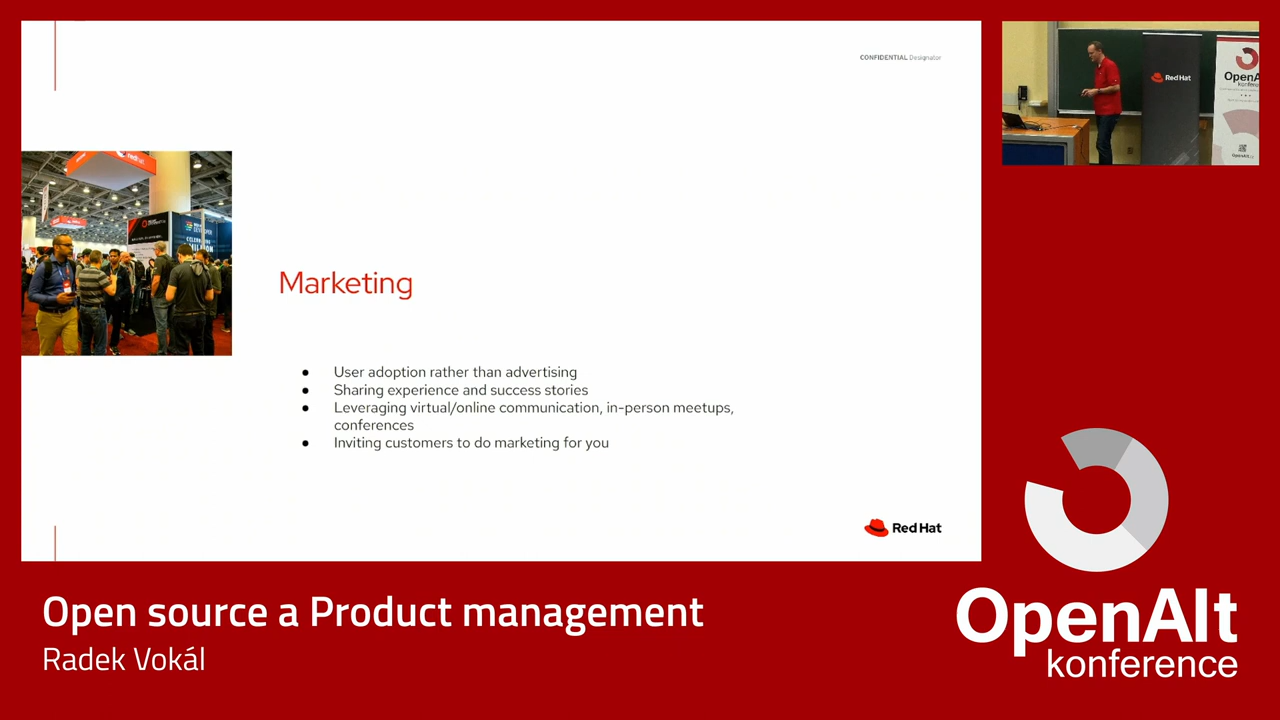 CONFIDENTIAL Designator
Marketing
● User adoption rather than advertising
● Sharing experience and success stories
● Leveraging virtual/online communication, in-person meetups,
conferences
● Inviting customers to do marketing for you
Red Hat
Red Hat
OpenA
konfere
OpenAlt
konference
Open source a Product management
Radek Vokál